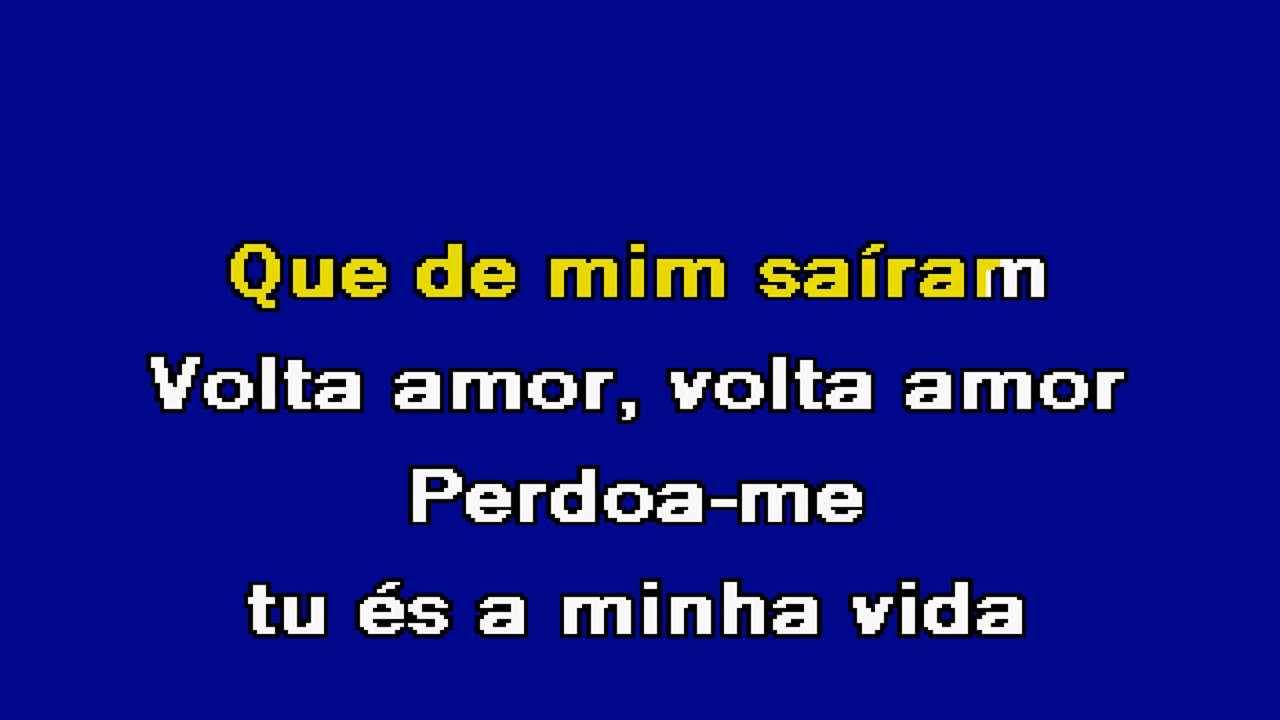 Que de mim saíram
Volta amor, volta amor
Perdoa-me
tu és a minha vida